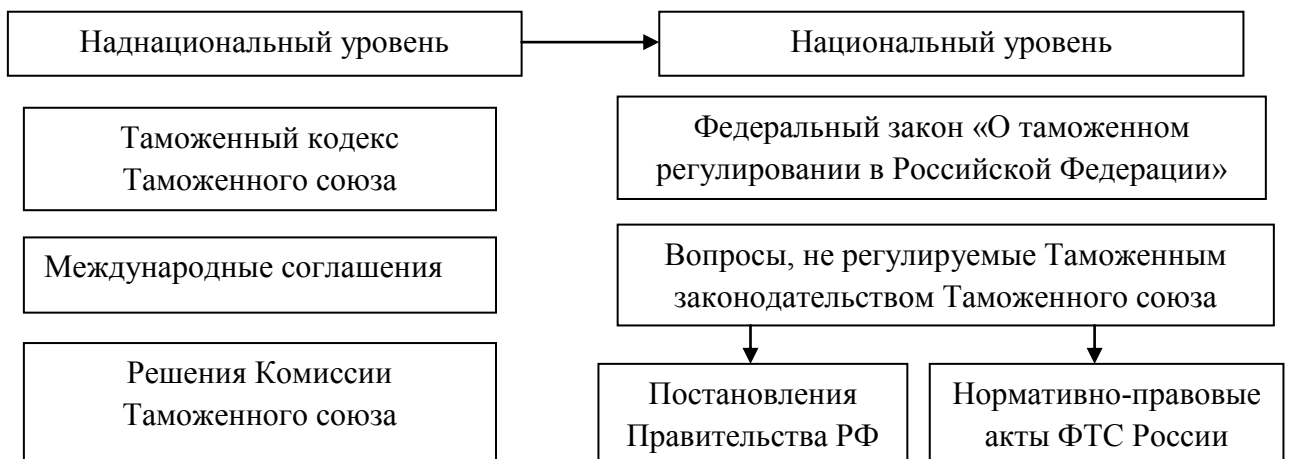 Наднациональный уровень
Национальный уровень
Таможенный кодекс
Таможенного союза
Федеральный закон «О таможенном
регулировании в Российской Федерации»
Международные соглашения
Вопросы, не регулируемые Таможенным
законодательством Таможенного союза
Решения Комиссии
Таможенного союза
Постановления
Правительства РФ
Нормативно-правовые
акты ФТС России